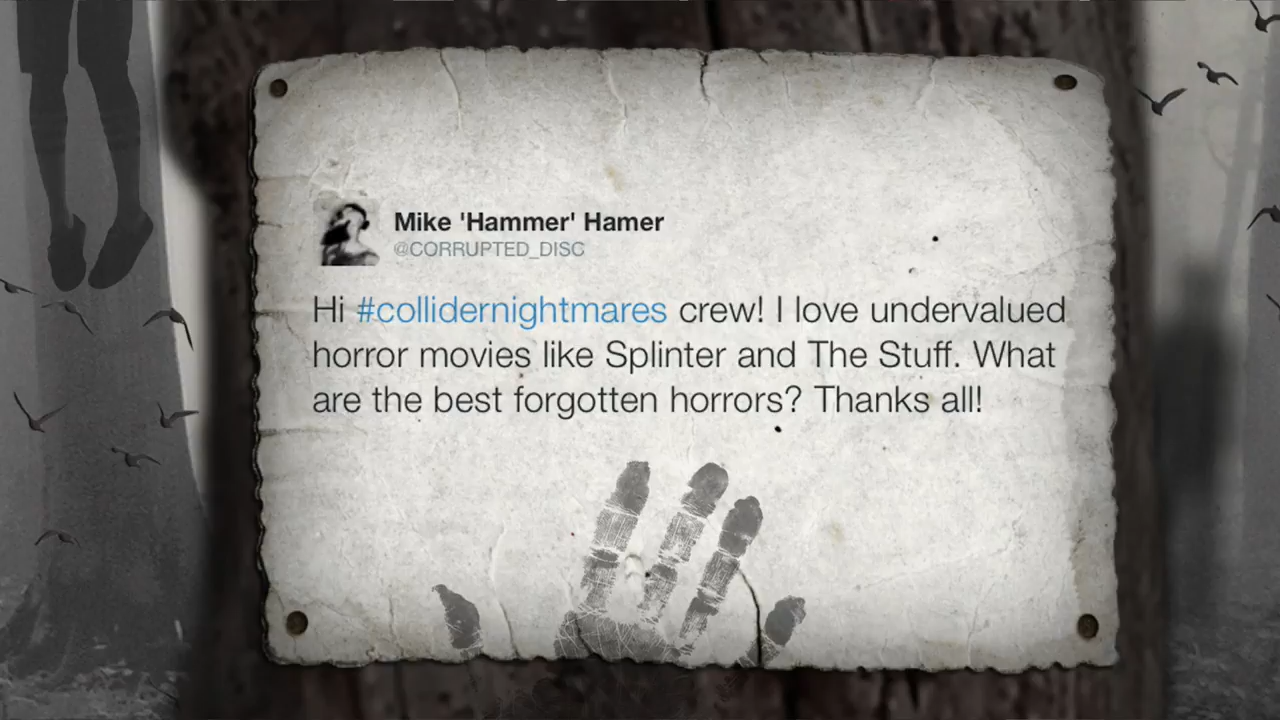 Mike 'Hammer' Hamer
@CORRUPTED_DISC
Hi #collidernightmares crew! I love undervalued
horror movies like Splinter and The Stuff. What
are the best forgotten horrors? Thanks all!